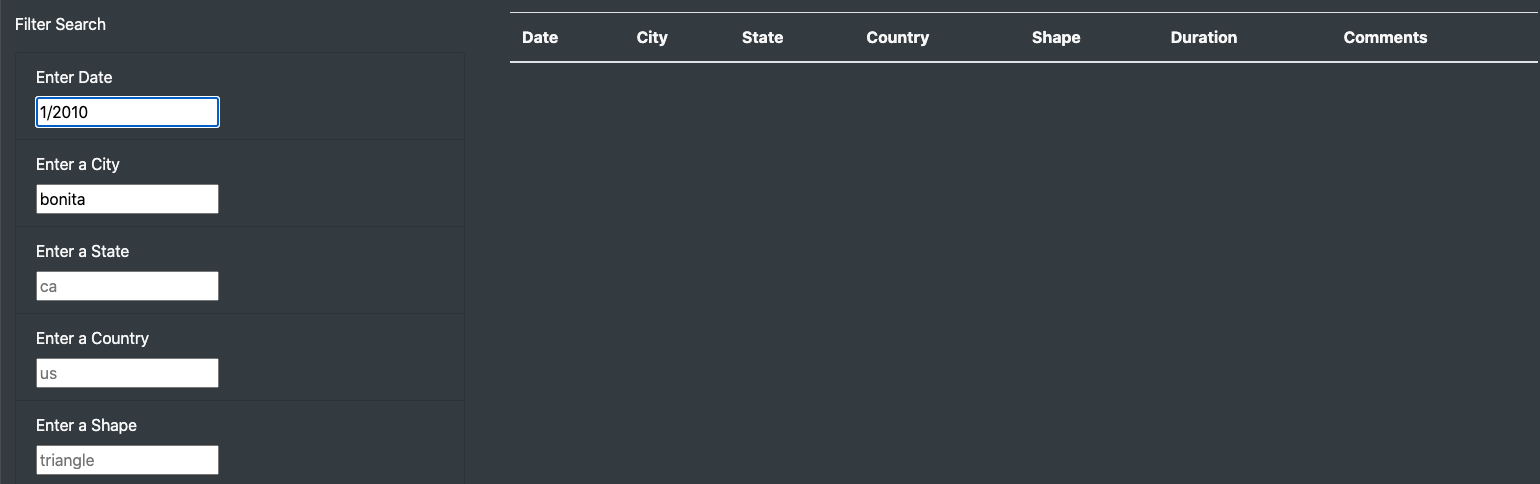 Filter Search
Enter Date
1/2010
Enter a City
bonita
Enter a State
ca
Enter a Country
us
Enter a Shape
triangle
Date City State Country Shape Duration Comments